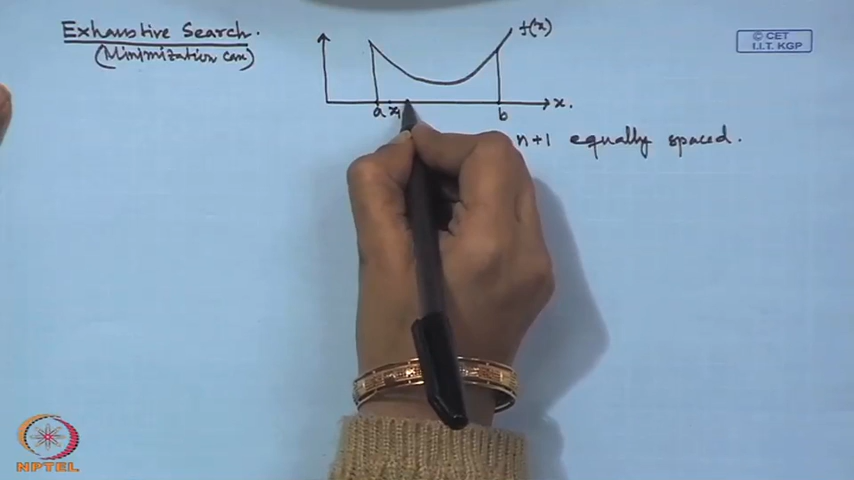 Exhaustive Search.
(Minimization case)
f(x)
a x1 b x.
n+1 equally spaced.
© CET
I.I.T. KGP
NPTEL